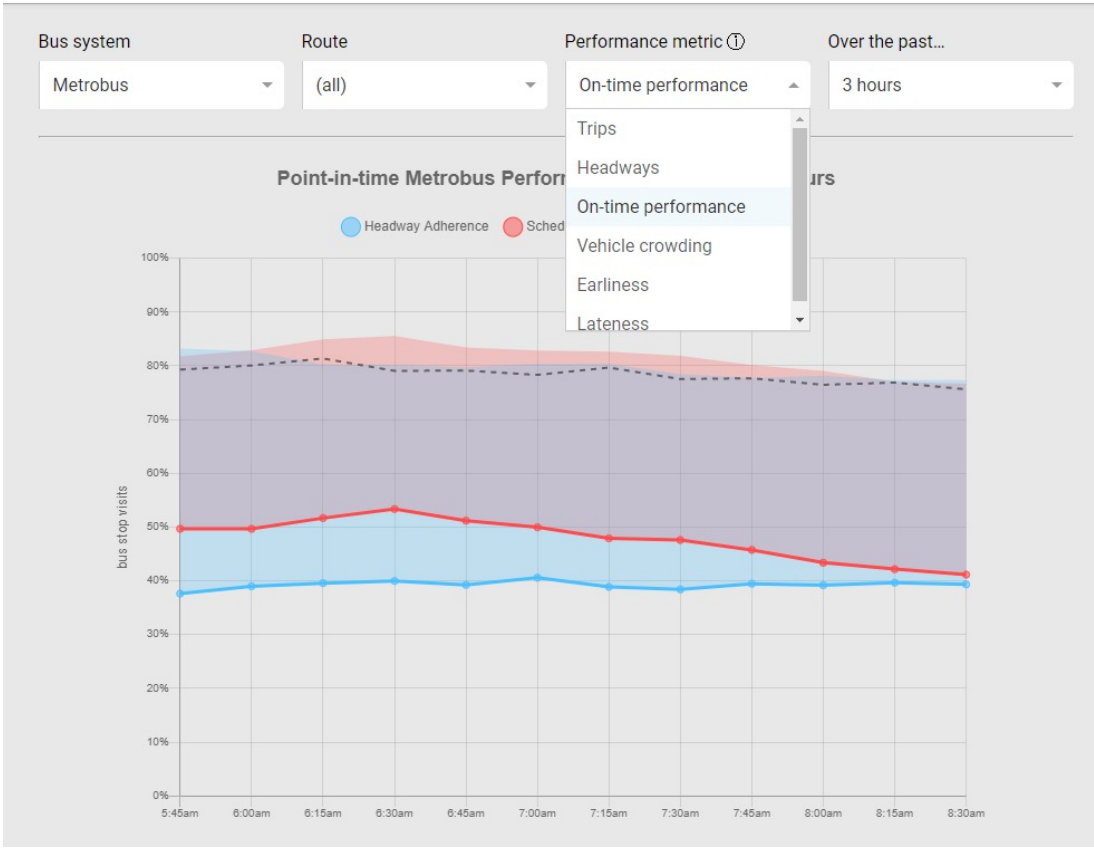 Bus system Route Performance metric ⓘ Over the past...
Metrobus (all) On-time performance 3 hours
Trips
Headways
On-time performance
Vehicle crowding
Earliness
Lateness
Point-in-time Metrobus Perfor urs
Headway Adherence Sched
bus stop visits
100%
90%
80%
70%
60%
50%
40%
30%
20%
10%
0%
5:45am 6:00am 6:15am 6:30am 6:45am 7:00am 7:15am 7:30am 7:45am 8:00am 8:15am 8:30am